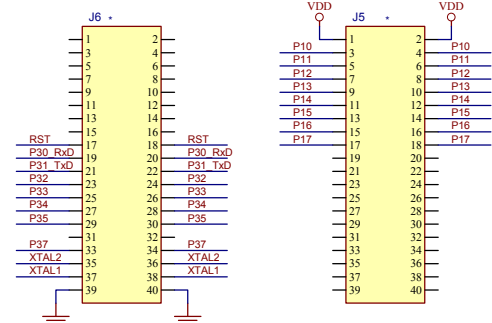 VDD VDD
J6 * J5 *
1 2 1 2
3 4 P10 3 4 P10
5 6 P11 5 6 P11
7 8 P12 7 8 P12
9 10 P13 9 10 P13
11 12 P14 11 12 P14
13 14 P15 13 14 P15
15 16 P16 15 16 P16
RST 17 18 RST P17 17 18 P17
P30_RxD 19 20 P30_RxD 19 20
P31_TxD 21 22 P31_TxD 21 22
P32 23 24 P32 23 24
P33 25 26 P33 25 26
P34 27 28 P34 27 28
P35 29 30 P35 29 30
31 32 31 32
P37 33 34 P37 33 34
XTAL2 35 36 XTAL2 35 36
XTAL1 37 38 XTAL1 37 38
39 40 39 40